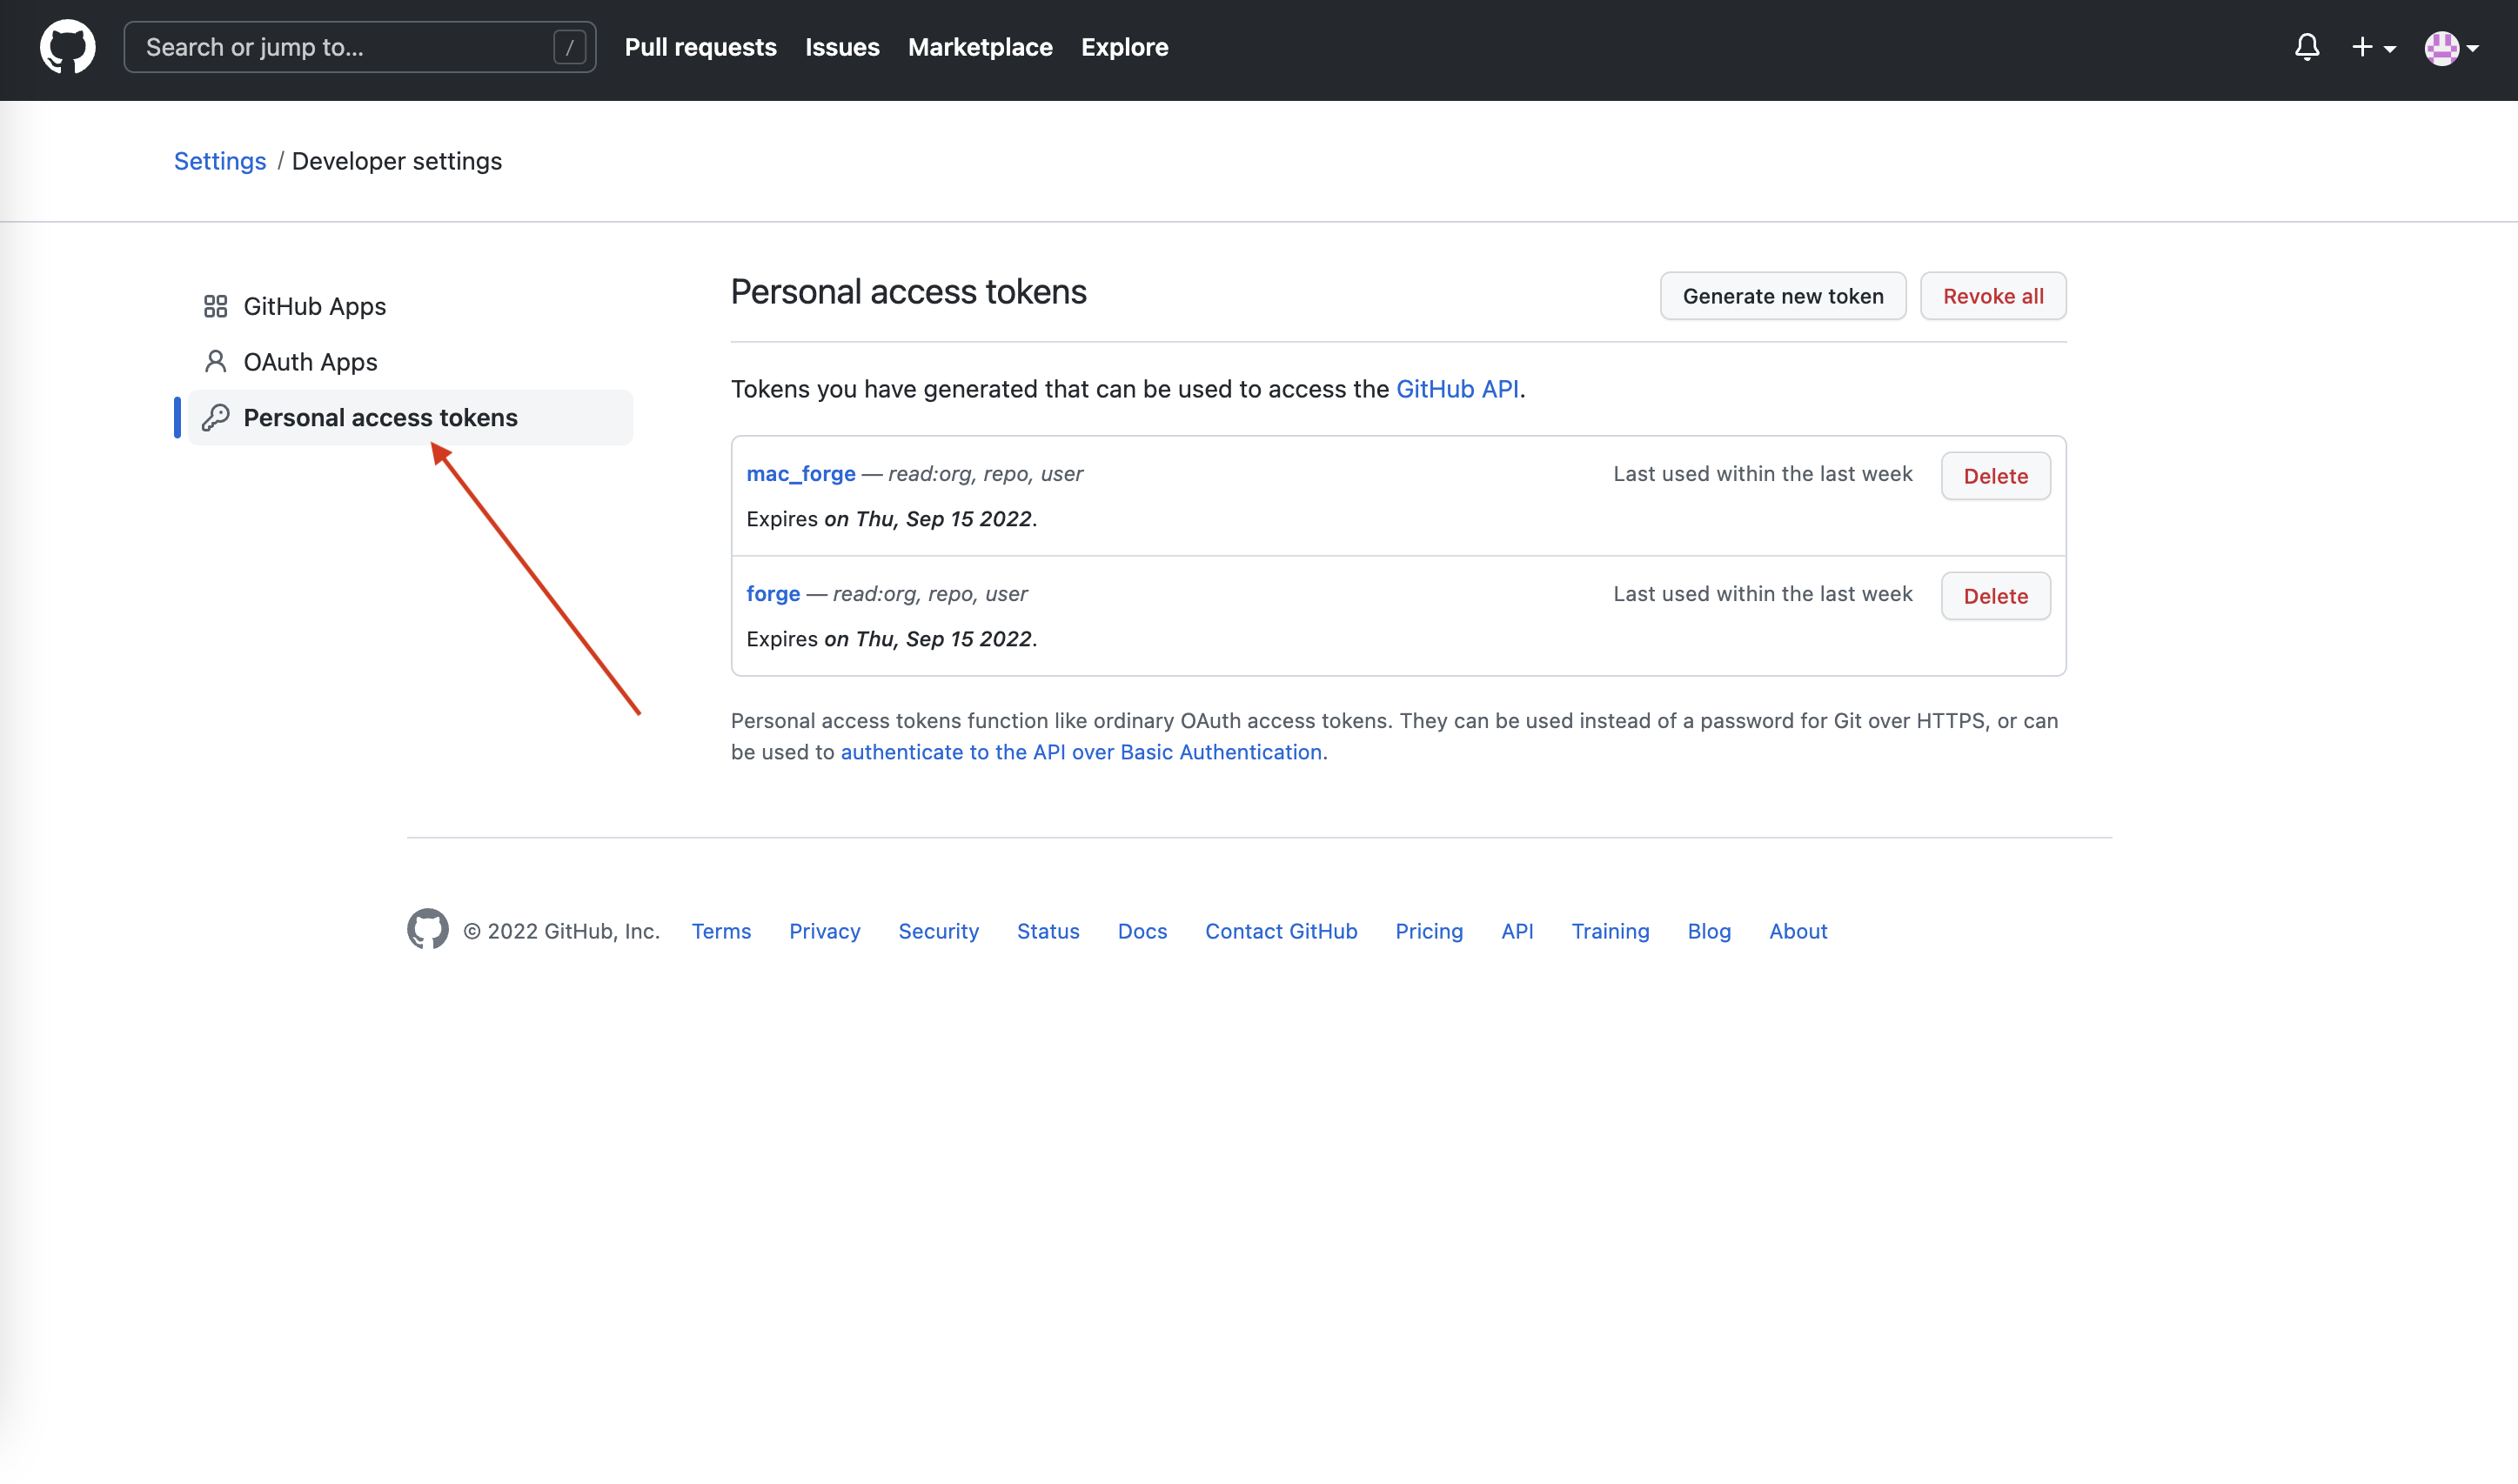 Search or jump to... /
Pull requests Issues Marketplace Explore
Settings / Developer settings
GitHub Apps
OAuth Apps
Personal access tokens
Personal access tokens
Generate new token
Revoke all
Tokens you have generated that can be used to access the GitHub API.
mac_forge — read:org, repo, user
Last used within the last week
Delete
Expires on Thu, Sep 15 2022.
forge — read:org, repo, user
Last used within the last week
Delete
Expires on Thu, Sep 15 2022.
Personal access tokens function like ordinary OAuth access tokens. They can be used instead of a password for Git over HTTPS, or can
be used to authenticate to the API over Basic Authentication.
© 2022 GitHub, Inc. Terms Privacy Security Status Docs Contact GitHub Pricing API Training Blog About